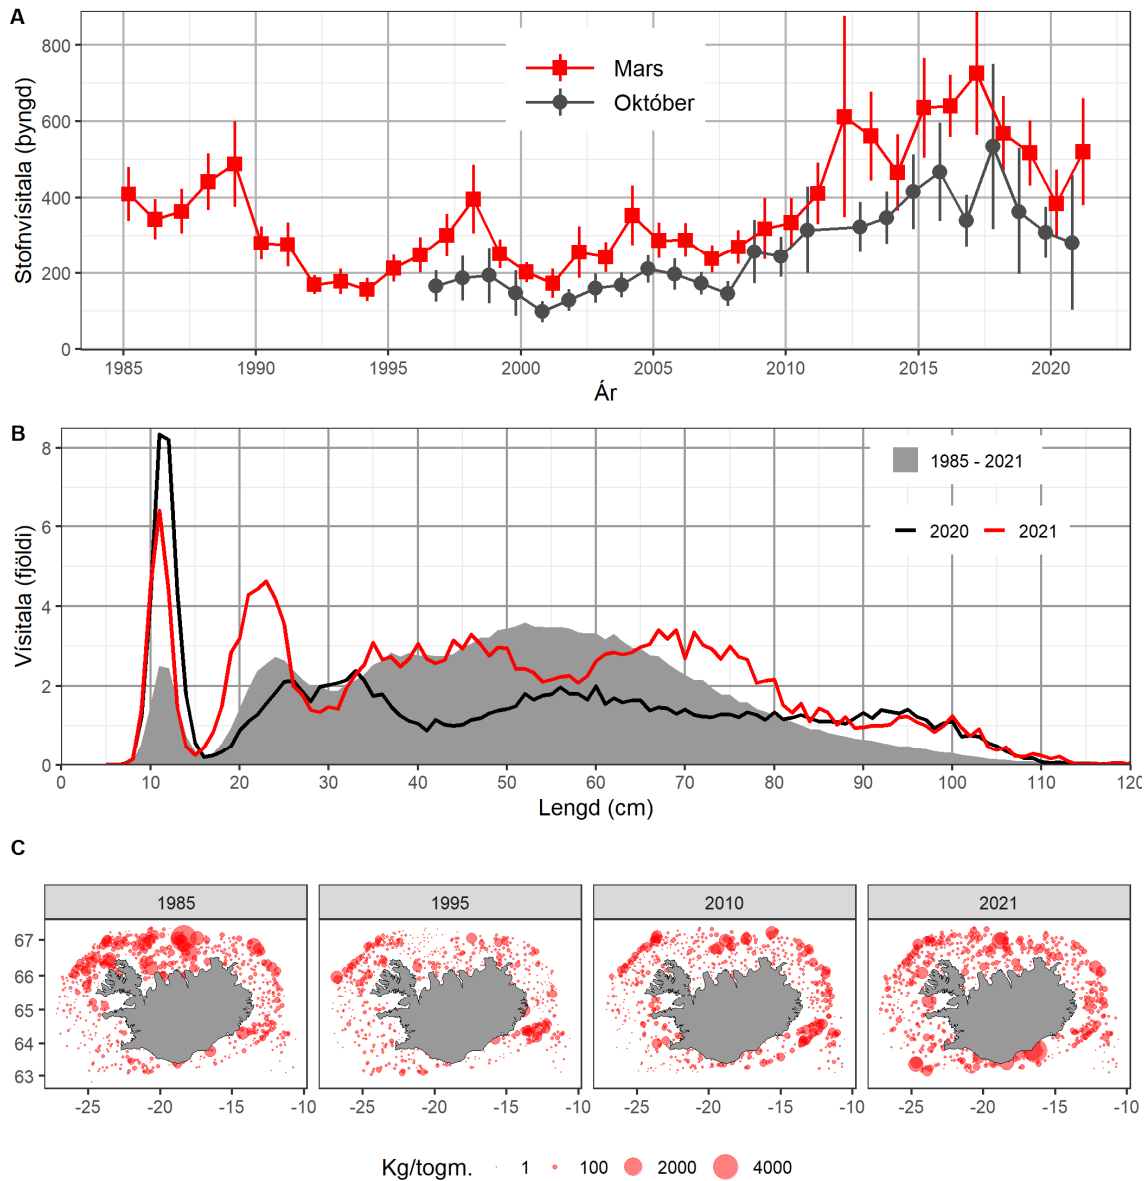 A
Stofnvísitala (þyngd)
800
600
400
200
0
Mars
Október
1985
1990
1995
2000
2005
2010
2015
2020
Ár
B
Vísitala (fjöldi)
8
6
4
2
0
1985 - 2021
2020 2021
0 10 20 30 40 50 60 70 80 90 100 110 120
Lengd (cm)
C
1985 1995 2010 2021
67
66
65
64
63
-25 -20 -15 -10 -25 -20 -15 -10 -25 -20 -15 -10 -25 -20 -15 -10
Kg/togm. 1 100 2000 4000